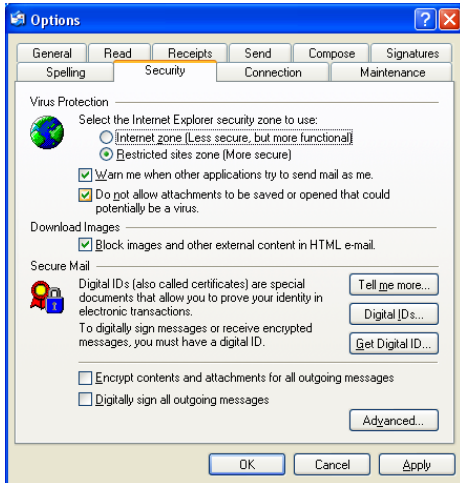 Options
General Read Receipts Send Compose Signatures
Spelling Security Connection Maintenance
Virus Protection
Select the Internet Explorer security zone to use:
Internet zone (Less secure, but more functional)
Restricted sites zone (More secure)
Warn me when other applications try to send mail as me.
Do not allow attachments to be saved or opened that could
potentially be a virus.
Download Images
Block images and other external content in HTML e-mail.
Secure Mail
Digital IDs (also called certificates) are special
documents that allow you to prove your identity in
electronic transactions.
Tell me more...
To digitally sign messages or receive encrypted
messages, you must have a digital ID.
Digital IDs...
Get Digital ID...
Encrypt contents and attachments for all outgoing messages
Digitally sign all outgoing messages
Advanced...
OK Cancel Apply